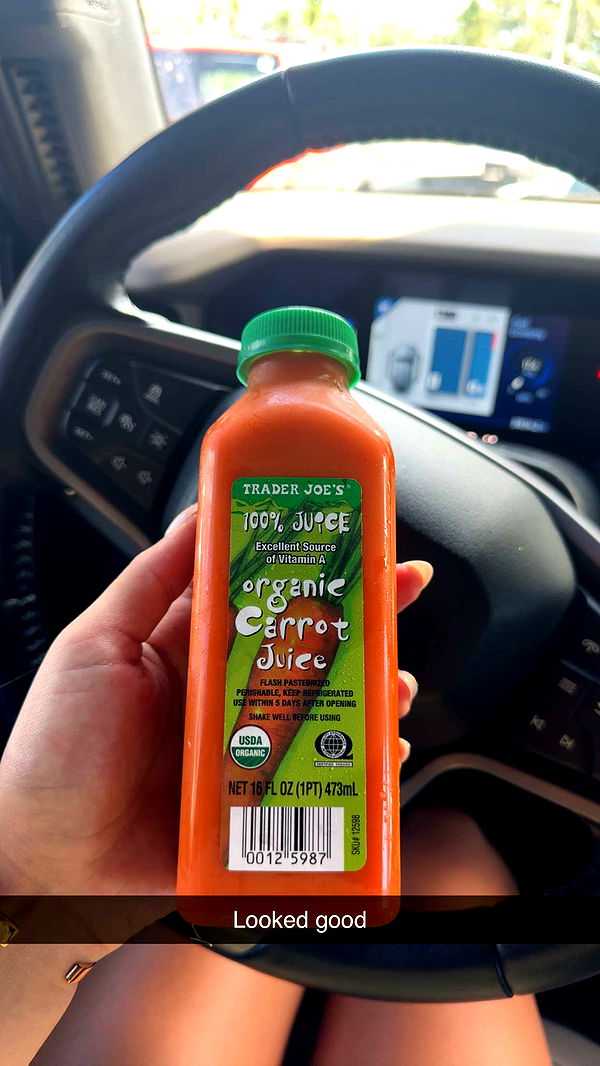 TRADER JOE'S
100% JUICE
Excellent Source
of Vitamin A
organic
Carrot
Juice
FLASH PASTEURIZED
PERISHABLE, KEEP REFRIGERATED
USE WITHIN 5 DAYS AFTER OPENING
SHAKE WELL BEFORE USING
USDA
ORGANIC
NET 16 FL OZ (1PT) 473mL
0012 5987
SKU# 12598
Looked good